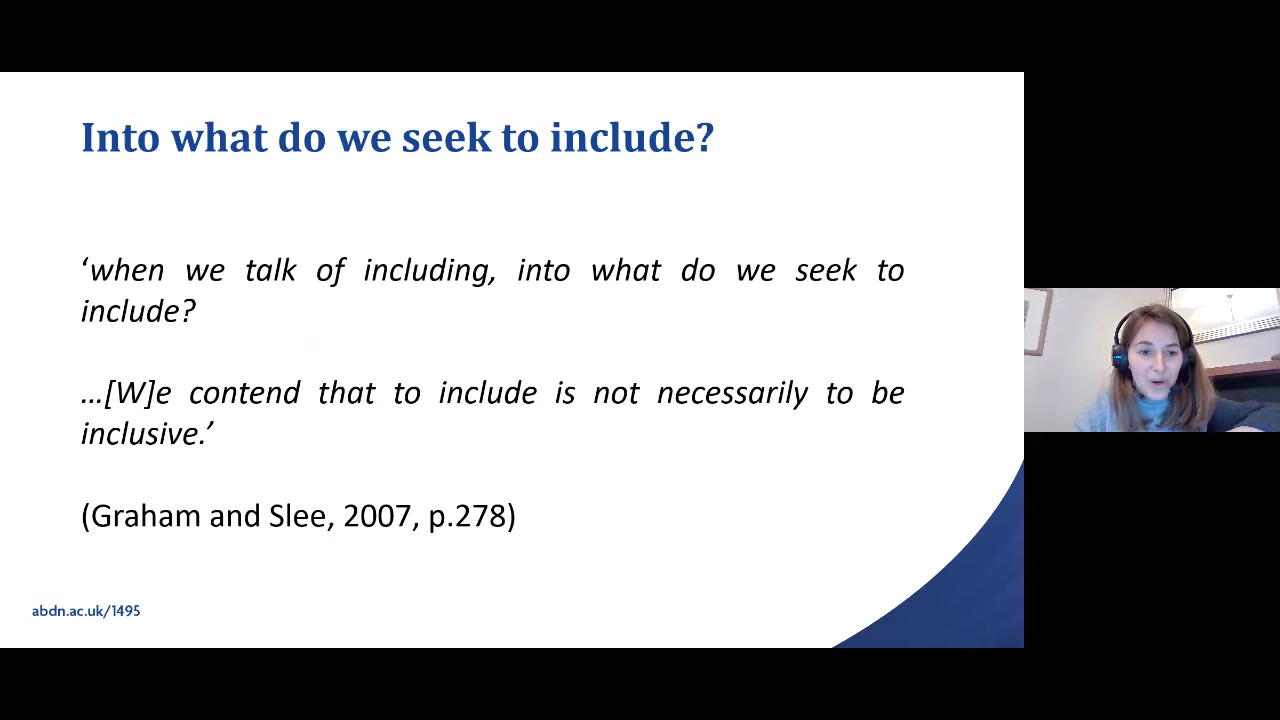 Into what do we seek to include?
‘when we talk of including, into what do we seek to
include?
…[W]e contend that to include is not necessarily to be
inclusive.’
(Graham and Slee, 2007, p.278)
abdn.ac.uk/1495